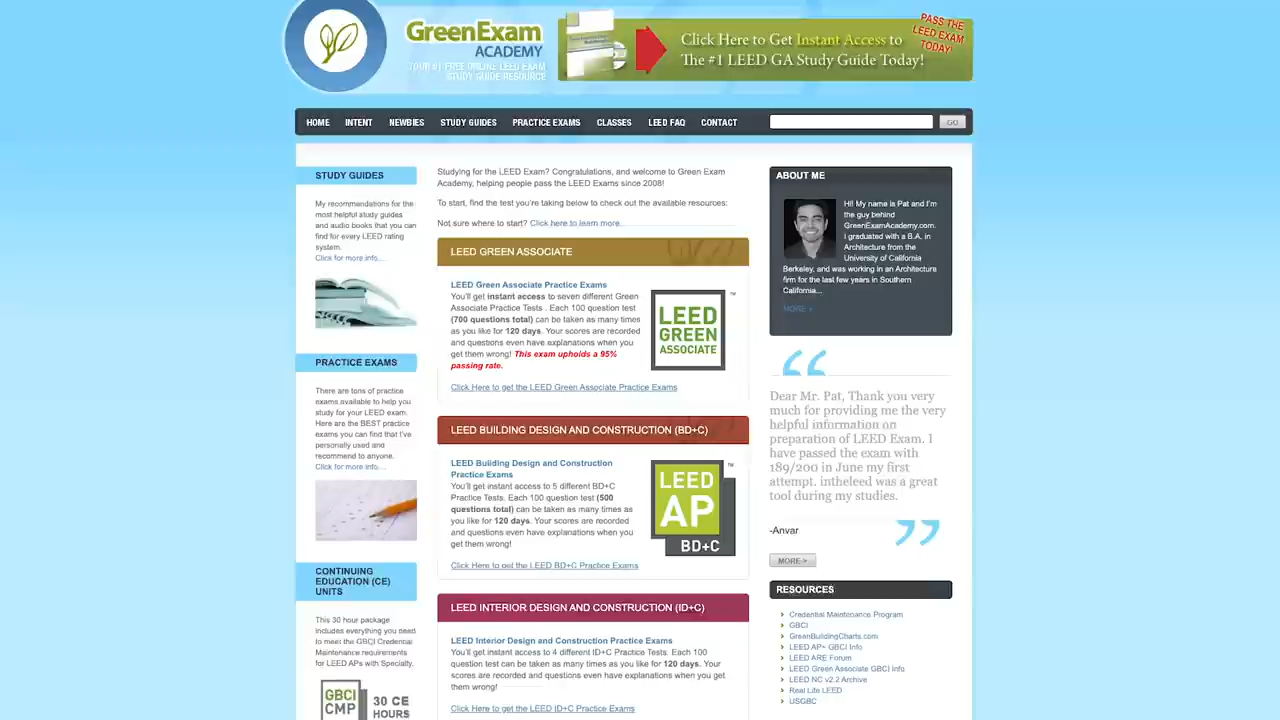 GreenExam
ACADEMY
YOUR #1 FREE ONLINE LEED EXAM
STUDY GUIDE RESOURCE
Click Here to Get Instant Access to
The #1 LEED GA Study Guide Today!
PASS THE
LEED EXAM
TODAY!
HOME INTENT NEWBIES STUDY GUIDES PRACTICE EXAMS CLASSES LEED FAQ CONTACT
GO
STUDY GUIDES
My recommendations for the
most helpful study guides
and audio books that you can
find for every LEED rating
system.
Click for more info....
PRACTICE EXAMS
There are tons of practice
exams available to help you
study for your LEED exam.
Here are the BEST practice
exams you can find that I've
personally used and
recommend to anyone.
Click for more info....
CONTINUING
EDUCATION (CE)
UNITS
This 30 hour package
includes everything you need
to meet the GBCI Credential
Maintenance requirements
for LEED APs with Specialty.
GBCI
CMP
30 CE
HOURS
Studying for the LEED Exam? Congratulations, and welcome to Green Exam
Academy, helping people pass the LEED Exams since 2008!
To start, find the test you're taking below to check out the available resources:
Not sure where to start? Click here to learn more...
LEED GREEN ASSOCIATE
LEED Green Associate Practice Exams
You'll get instant access to seven different Green
Associate Practice Tests . Each 100 question test
(700 questions total) can be taken as many times
as you like for 120 days. Your scores are recorded
and questions even have explanations when you
get them wrong! This exam upholds a 95%
passing rate.
Click Here to get the LEED Green Associate Practice Exams
LEED
GREEN
ASSOCIATE
TM
LEED BUILDING DESIGN AND CONSTRUCTION (BD+C)
LEED Building Design and Construction
Practice Exams
You'll get instant access to 5 different BD+C
Practice Tests. Each 100 question test (500
questions total) can be taken as many times as
you like for 120 days. Your scores are recorded
and questions even have explanations when you
get them wrong!
Click Here to get the LEED BD+C Practice Exams
LEED
AP
BD+C
TM
LEED INTERIOR DESIGN AND CONSTRUCTION (ID+C)
LEED Interior Design and Construction Practice Exams
You'll get instant access to 4 different ID+C Practice Tests. Each 100
question test can be taken as many times as you like for 120 days. Your
scores are recorded and questions even have explanations when you get
them wrong!
Click Here to get the LEED ID+C Practice Exams
ABOUT ME
Hi! My name is Pat and I'm
the guy behind
GreenExamAcademy.com.
I graduated with a B.A. in
Architecture from the
University of California
Berkeley, and was working in an Architecture
firm for the last few years in Southern
California...
MORE >
“
Dear Mr. Pat, Thank you very
much for providing me the very
helpful information on
preparation of LEED Exam. I
have passed the exam with
189/200 in June my first
attempt. intheleed was a great
tool during my studies.
”
-Anvar
MORE >
RESOURCES
Credential Maintenance Program
GBCI
GreenBuildingCharts.com
LEED AP+ GBCI Info
LEED ARE Forum
LEED Green Associate GBCI Info
LEED NC v2.2 Archive
Real Life LEED
USGBC